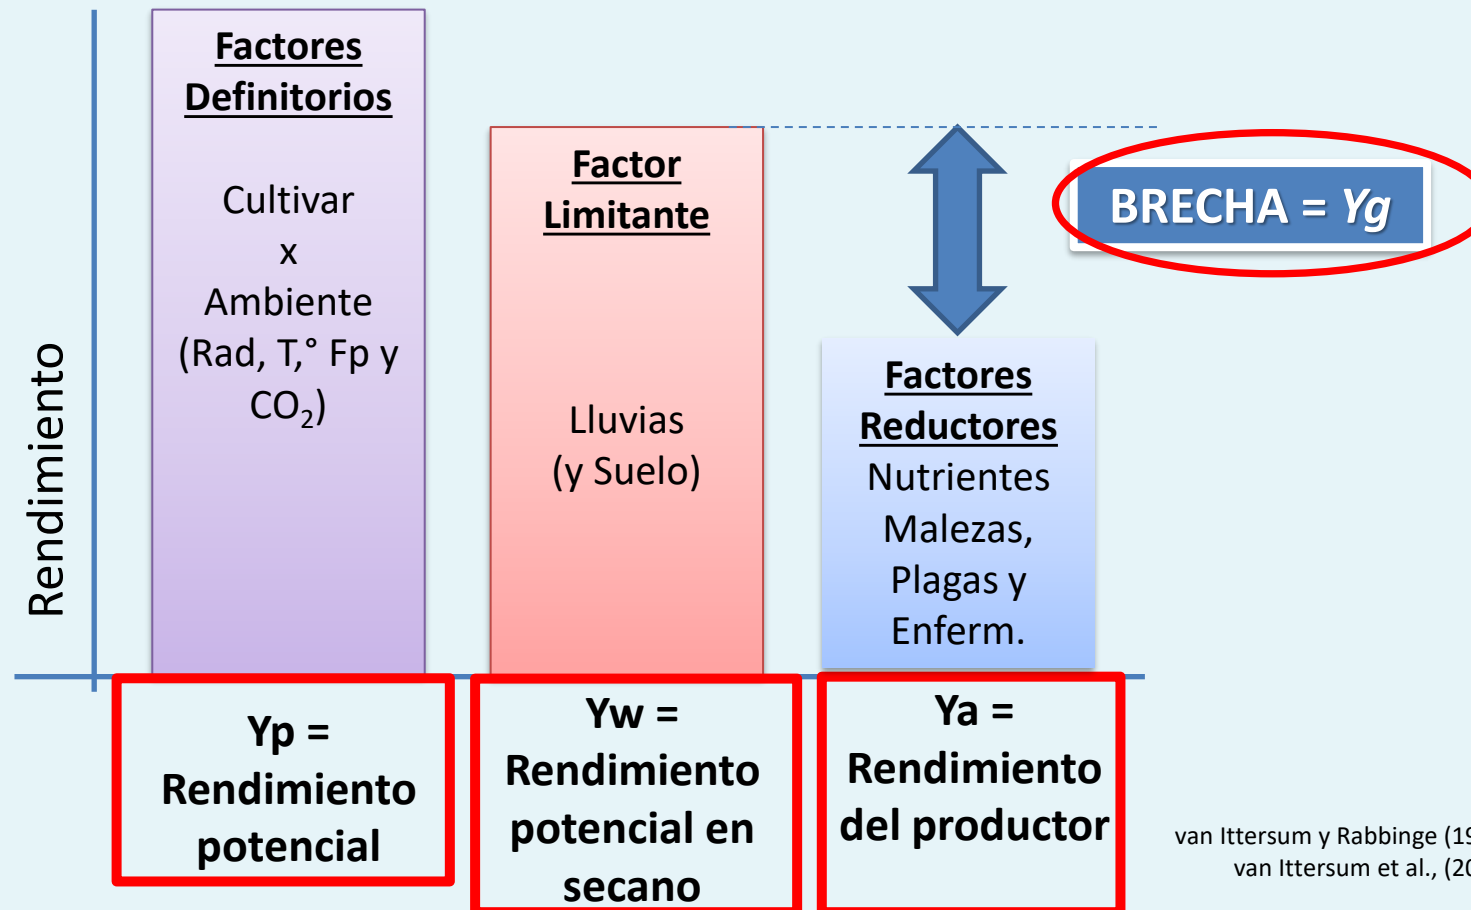 Rendimiento
Factores
Definitorios
Cultivar
x
Ambiente
(Rad, T,° Fp y
CO₂)
Factor
Limitante
Lluvias
(y Suelo)
BRECHA = Yg
Factores
Reductores
Nutrientes
Malezas,
Plagas y
Enferm.
Yp =
Rendimiento
potencial
Yw =
Rendimiento
potencial en
secano
Ya =
Rendimiento
del productor
van Ittersum y Rabbinge (19
van Ittersum et al., (20